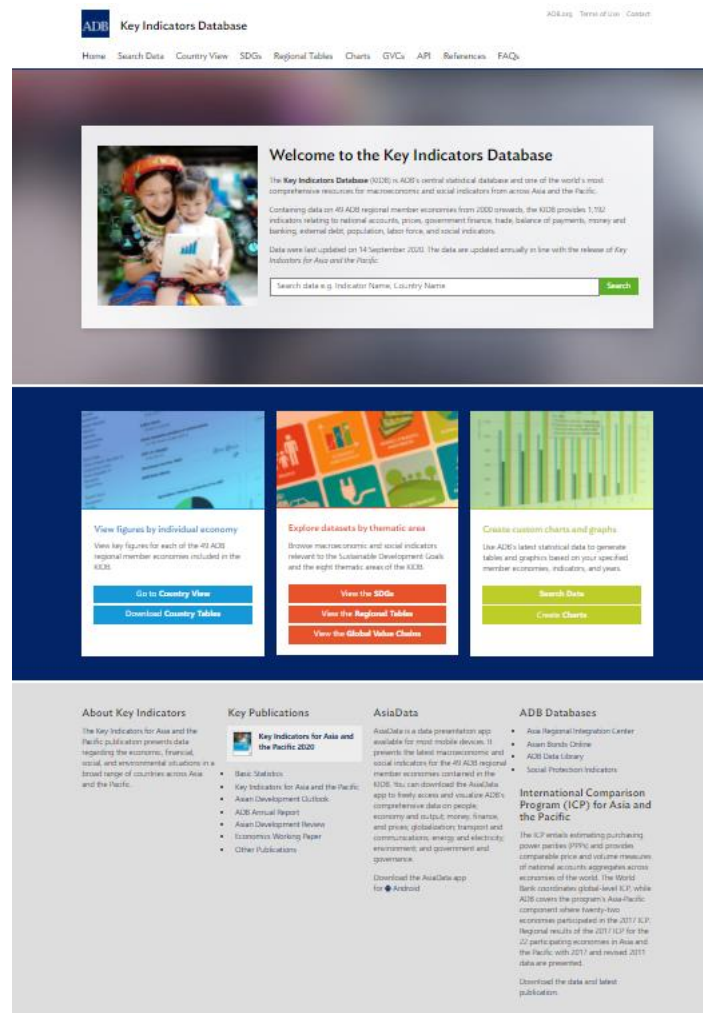 ADB.org Terms of Use Contact
ADB Key Indicators Database
Home Search Data Country View SDGs Regional Tables Charts GVCs API References FAQs
Welcome to the Key Indicators Database
The Key Indicators Database (KIDB) is ADB's central statistical database and one of the world's most
comprehensive resources for macroeconomic and social indicators from across Asia and the Pacific.
Containing data on 49 ADB regional member economies from 2000 onwards, the KIDB provides 1,192
indicators relating to national accounts, prices, government finance, trade, balance of payments, money and
banking, external debt, population, labor force, and social indicators.
Data were last updated on 14 September 2020. The data are updated annually in line with the release of Key
Indicators for Asia and the Pacific.
Search data e.g. Indicator Name, Country Name
Search
View figures by individual economy
View key figures for each of the 49 ADB
regional member economies included in the
KIDB.
Go to Country View
Download Country Tables
Explore datasets by thematic area
Browse macroeconomic and social indicators
relevant to the Sustainable Development Goals
and the eight thematic areas of the KIDB.
View the SDGs
View the Regional Tables
View the Global Value Chains
Create custom charts and graphs
Use ADB's latest statistical data to generate
tables and graphics based on your specified
member economies, indicators, and years.
Search Data
Create Charts
About Key Indicators
The Key Indicators for Asia and the
Pacific publication presents data
regarding the economic, financial,
social, and environmental situations in a
broad range of countries across Asia
and the Pacific.
Key Publications
Key Indicators for Asia and
the Pacific 2020
Basic Statistics
Key Indicators for Asia and the Pacific
Asian Development Outlook
ADB Annual Report
Asian Development Review
Economics Working Paper
Other Publications
AsiaData
AsiaData is a data presentation app
available for most mobile devices. It
presents the latest macroeconomic and
social indicators for the 49 ADB regional
member economies contained in the
KIDB. You can download the AsiaData
app to freely access and visualize ADB's
comprehensive data on people;
economy and output; money, finance,
and prices; globalization; transport and
communications; energy and electricity;
environment; and government and
governance.
Download the AsiaData app
for Android
ADB Databases
Asia Regional Integration Center
Asian Bonds Online
ADB Data Library
Social Protection Indicators
International Comparison
Program (ICP) for Asia and
the Pacific
The ICP entails estimating purchasing
power parities (PPPs) and provides
comparable price and volume measures
of national accounts aggregates across
economies of the world. The World
Bank coordinates global-level ICP, while
ADB covers the program's Asia-Pacific
component where twenty-two
economies participated in the 2017 ICP.
Regional results of the 2017 ICP for the
22 participating economies in Asia and
the Pacific with 2017 and revised 2011
data are presented.
Download the data and latest
publication.